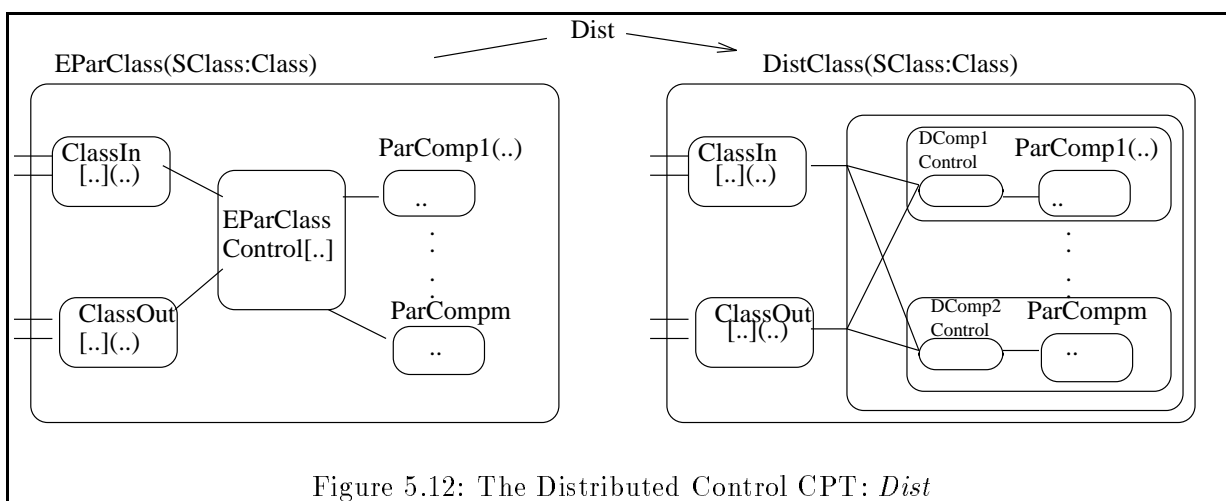 Dist
EParClass(SClass:Class)
ClassIn
[..](..)
EParClass
Control[..]
ClassOut
[..](..)
ParComp1(..)
..
.
.
.
.
ParCompm
..
DistClass(SClass:Class)
ClassIn
[..](..)
ClassOut
[..](..)
DComp1
Control
ParComp1(..)
..
.
.
.
.
DComp2
Control
ParCompm
..
Figure 5.12: The Distributed Control CPT: Dist